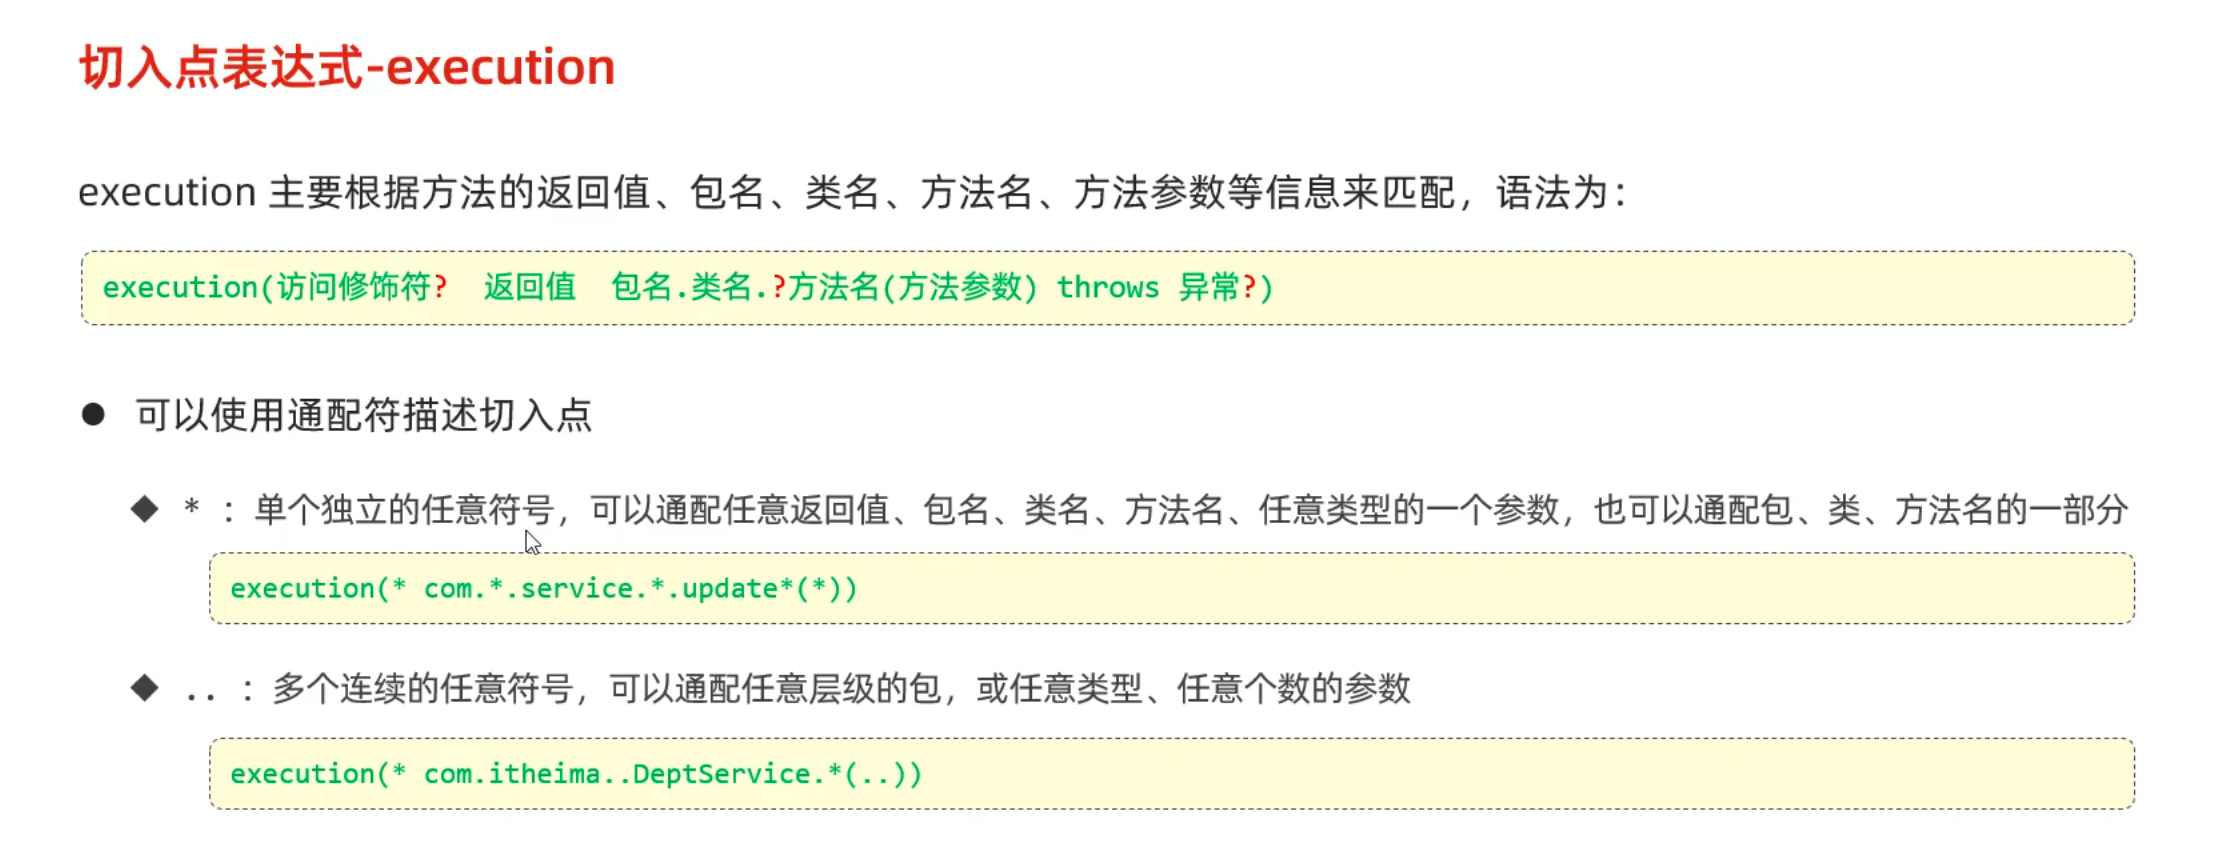 切入点表达式-execution
execution 主要根据方法的返回值、包名、类名、方法名、方法参数等信息来匹配，语法为：
execution(访问修饰符?  返回值  包名.类名.?方法名(方法参数) throws 异常?)
● 可以使用通配符描述切入点
◆ * ：单个独立的任意符号，可以通配任意返回值、包名、类名、方法名、任意类型的一个参数，也可以通配包、类、方法名的一部分
execution(* com.*.service.*.update*(*))
◆ .. ：多个连续的任意符号，可以通配任意层级的包，或任意类型、任意个数的参数
execution(* com.itheima..DeptService.*(..))